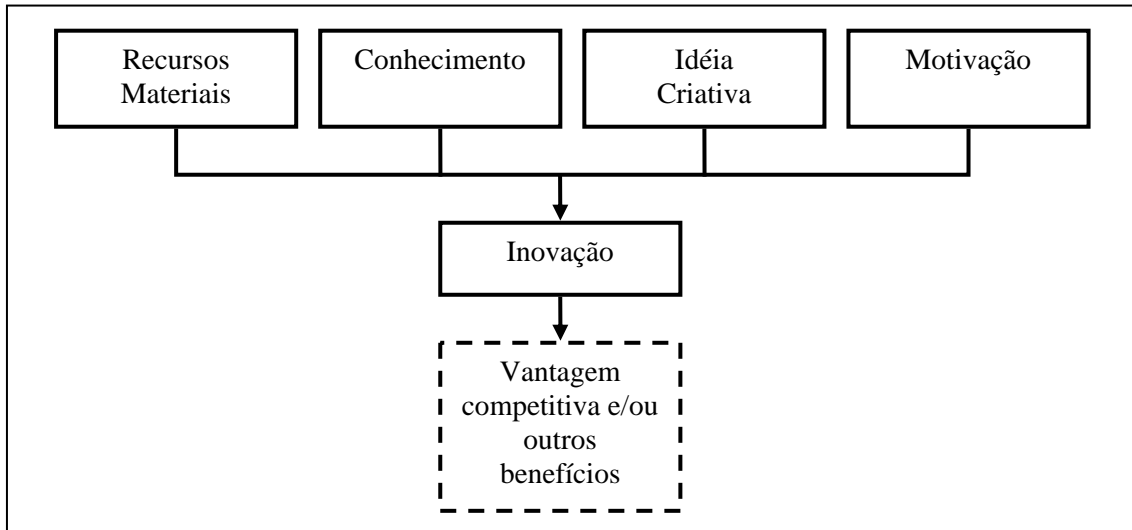 Recursos
Materiais
Conhecimento
Idéia
Criativa
Motivação
Inovação
Vantagem
competitiva e/ou
outros
benefícios